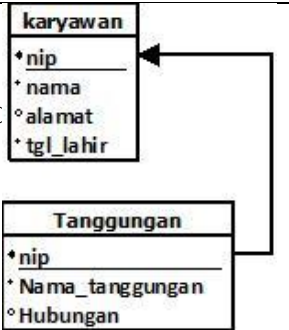 karyawan
nip
nama
alamat
tgl_lahir
Tanggungan
nip
Nama_tanggungan
Hubungan